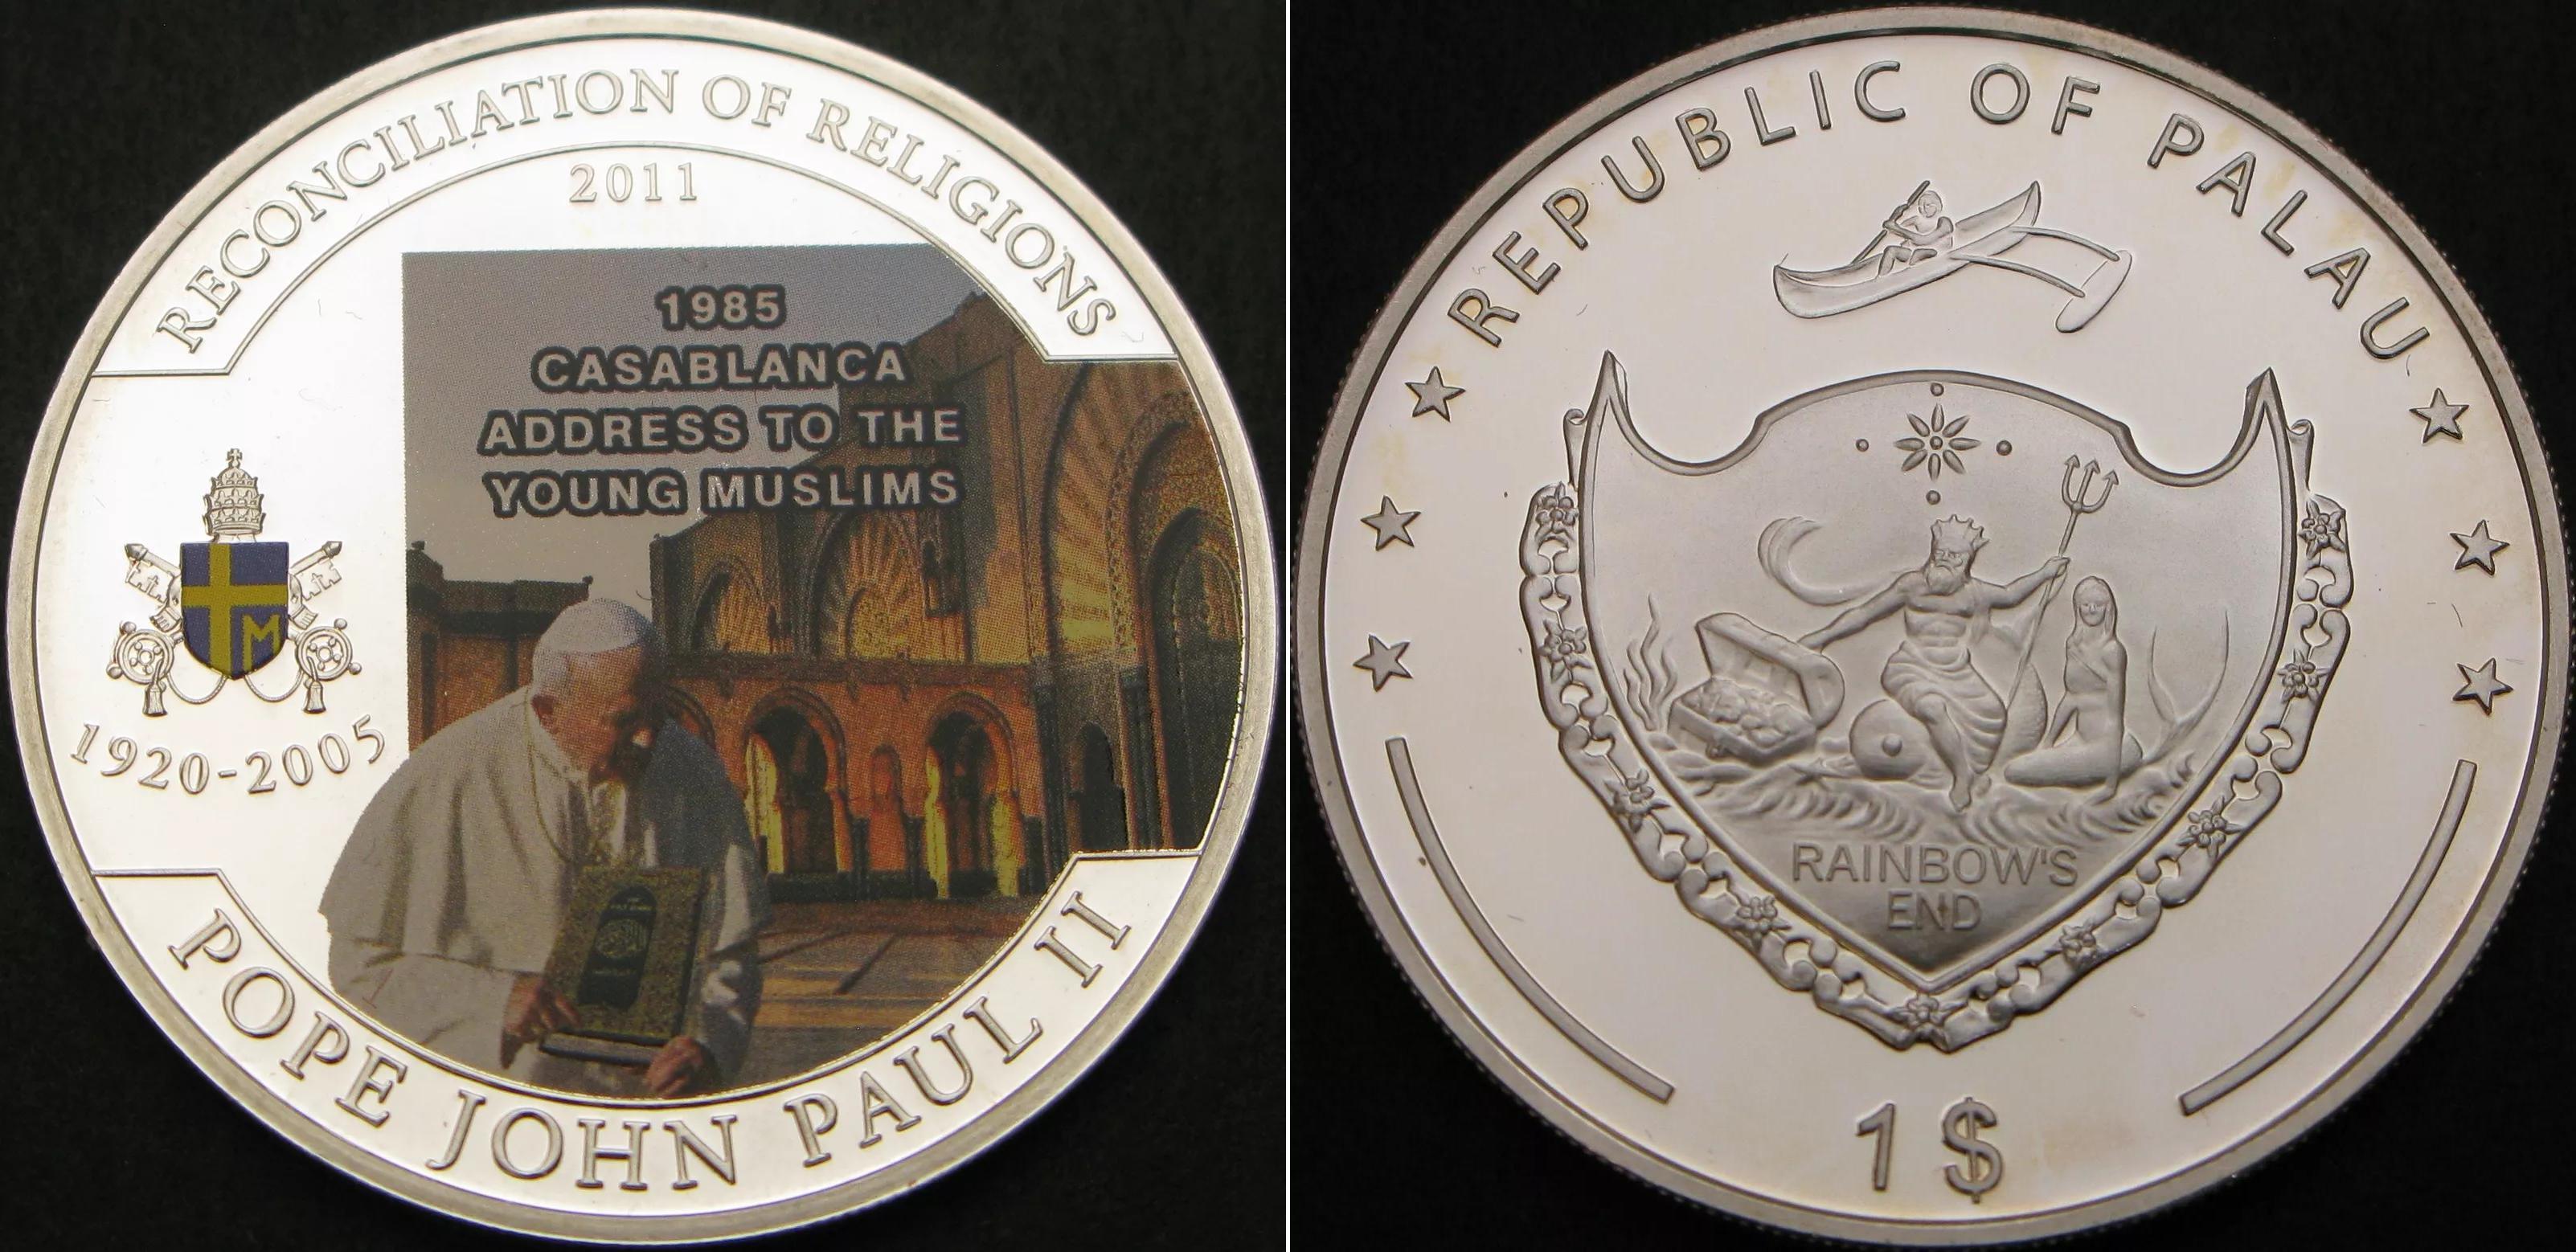 RECONCILIATION OF RELIGIONS
2011
1985
CASABLANCA
ADDRESS TO THE
YOUNG MUSLIMS
M
1920-2005
POPE JOHN PAUL II
REPUBLIC OF PALAU
RAINBOW'S
END
1 $